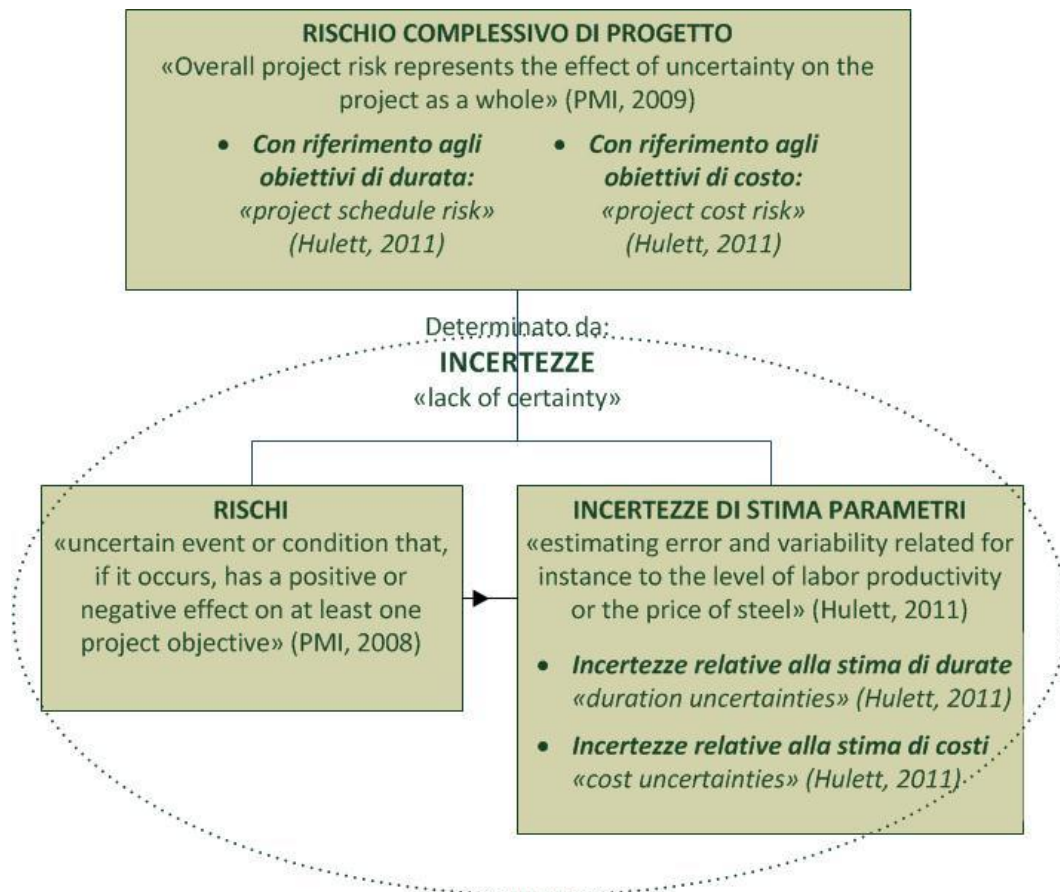 RISCHIO COMPLESSIVO DI PROGETTO
«Overall project risk represents the effect of uncertainty on the
project as a whole» (PMI, 2009)
• Con riferimento agli
obiettivi di durata:
«project schedule risk»
(Hulett, 2011)
• Con riferimento agli
obiettivi di costo:
«project cost risk»
(Hulett, 2011)
Determinato da:
INCERTEZZE
«lack of certainty»
RISCHI
«uncertain event or condition that,
if it occurs, has a positive or
negative effect on at least one
project objective» (PMI, 2008)
INCERTEZZE DI STIMA PARAMETRI
«estimating error and variability related for
instance to the level of labor productivity
or the price of steel» (Hulett, 2011)
• Incertezze relative alla stima di durate
«duration uncertainties» (Hulett, 2011)
• Incertezze relative alla stima di costi
«cost uncertainties» (Hulett, 2011)